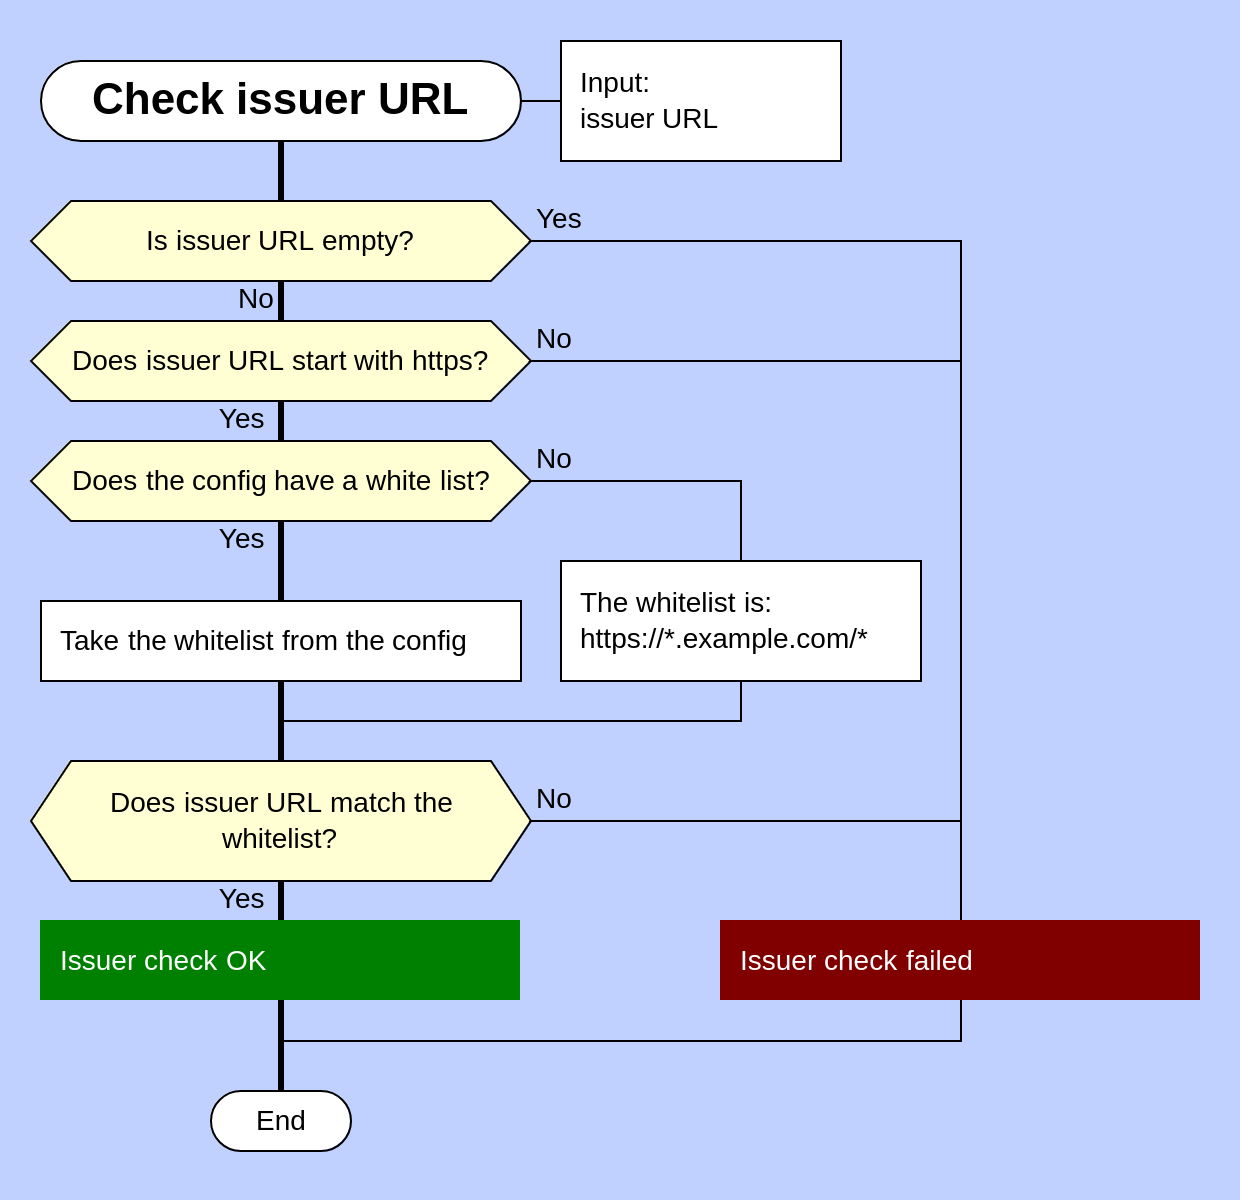 Check issuer URL
Input:
issuer URL
Is issuer URL empty?
Yes
No
Does issuer URL start with https?
No
Yes
Does the config have a white list?
No
Yes
The whitelist is:
https://*.example.com/*
Take the whitelist from the config
Does issuer URL match the
whitelist?
No
Yes
Issuer check OK
Issuer check failed
End